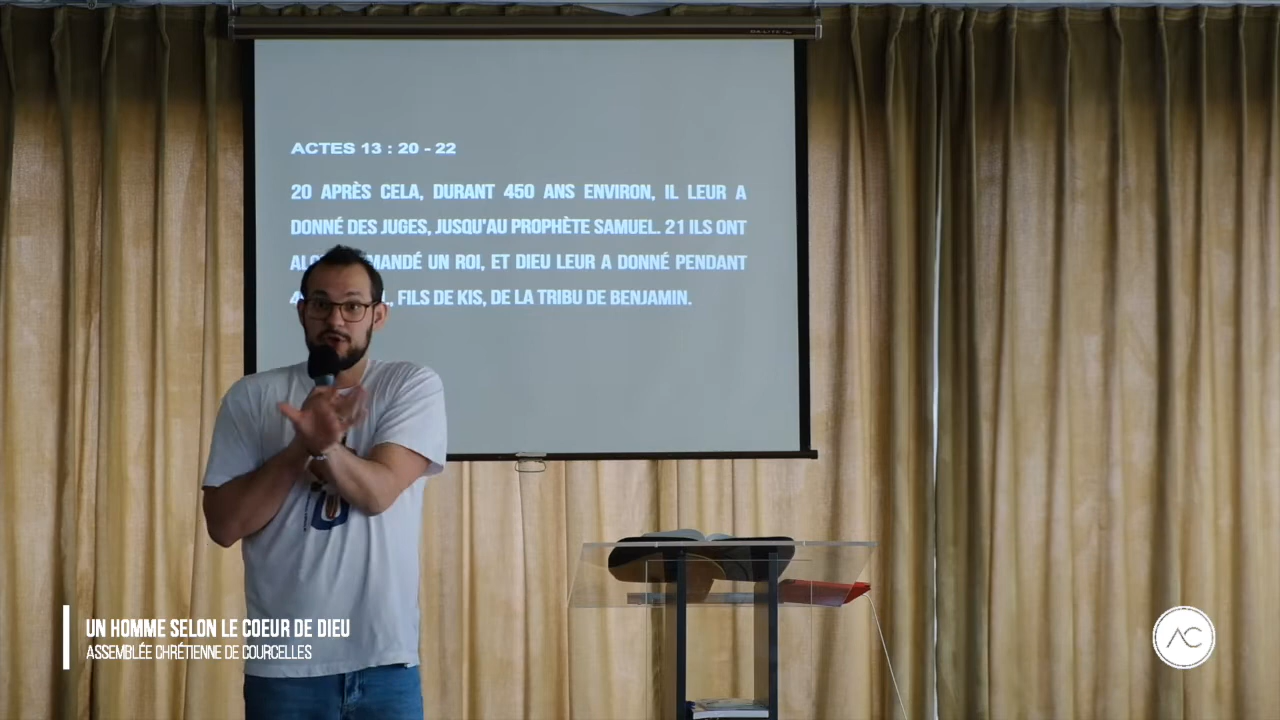 DA-LITE
ACTES 13 : 20 - 22
20 APRÈS CELA, DURANT 450 ANS ENVIRON, IL LEUR A
DONNÉ DES JUGES, JUSQU'AU PROPHÈTE SAMUEL. 21 ILS ONT
MANDÉ UN ROI, ET DIEU LEUR A DONNÉ PENDANT
, FILS DE KIS, DE LA TRIBU DE BENJAMIN.
UN HOMME SELON LE COEUR DE DIEU
ASSEMBLÉE CHRÉTIENNE DE COURCELLES
AC